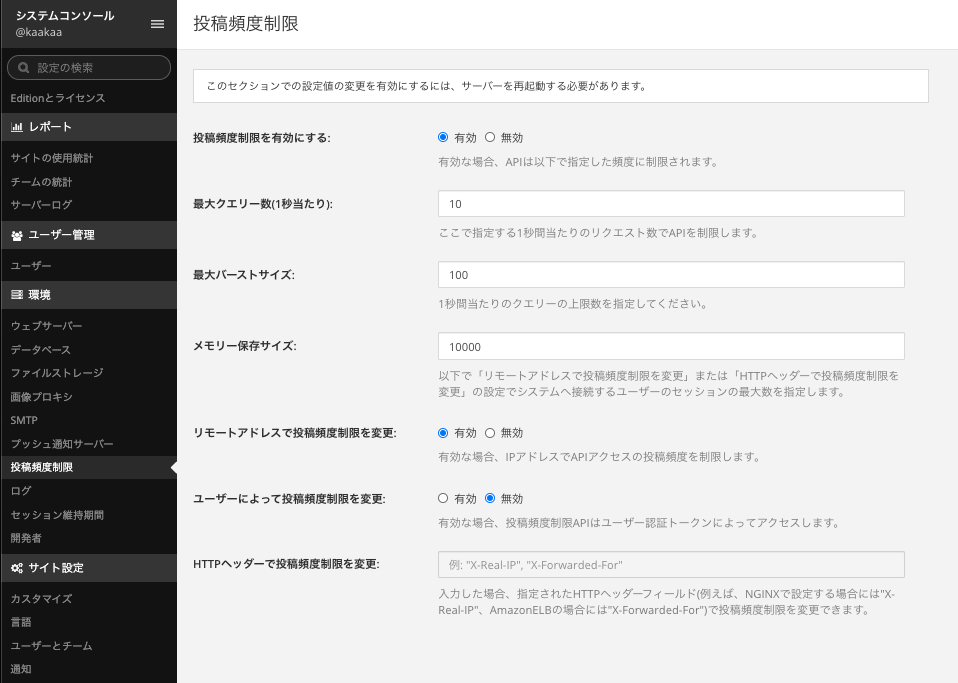 システムコンソール
@kaakaa
設定の検索
Editionとライセンス
レポート
サイトの使用統計
チームの統計
サーバーログ
ユーザー管理
ユーザー
環境
ウェブサーバー
データベース
ファイルストレージ
画像プロキシ
SMTP
プッシュ通知サーバー
投稿頻度制限
ログ
セッション維持期間
開発者
サイト設定
カスタマイズ
言語
ユーザーとチーム
通知
投稿頻度制限
このセクションでの設定値の変更を有効にするには、サーバーを再起動する必要があります。
投稿頻度制限を有効にする: 有効 無効
有効な場合、APIは以下で指定した頻度に制限されます。
最大クエリー数(1秒当たり): 10
ここで指定する1秒間当たりのリクエスト数でAPIを制限します。
最大バーストサイズ: 100
1秒間当たりのクエリーの上限数を指定してください。
メモリー保存サイズ: 10000
以下で「リモートアドレスで投稿頻度制限を変更」または「HTTPヘッダーで投稿頻度制限を
変更」の設定でシステムへ接続するユーザーのセッションの最大数を指定します。
リモートアドレスで投稿頻度制限を変更: 有効 無効
有効な場合、IPアドレスでAPIアクセスの投稿頻度を制限します。
ユーザーによって投稿頻度制限を変更: 有効 無効
有効な場合、投稿頻度制限APIはユーザー認証トークンによってアクセスします。
HTTPヘッダーで投稿頻度制限を変更: 例: "X-Real-IP", "X-Forwarded-For"
入力した場合、指定されたHTTPヘッダーフィールド(例えば、NGINXで設定する場合には"X-
Real-IP"、AmazonELBの場合には"X-Forwarded-For")で投稿頻度制限を変更できます。